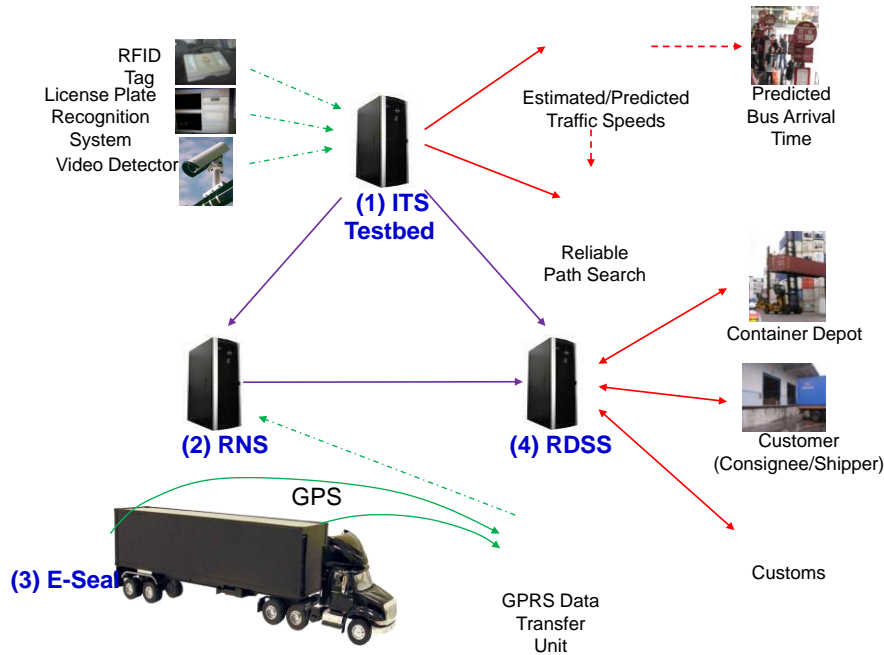 RFID
Tag
License Plate
Recognition
System
Video Detector
(1) ITS
Testbed
Estimated/Predicted
Traffic Speeds
Predicted
Bus Arrival
Time
Reliable
Path Search
Container Depot
(2) RNS
(4) RDSS
Customer
(Consignee/Shipper)
GPS
(3) E-Seal
Customs
GPRS Data
Transfer
Unit